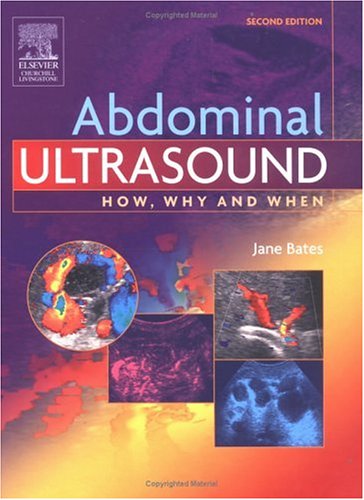 SECOND EDITION
ELSEVIER
CHURCHILL
LIVINGSTONE
Abdominal
ULTRASOUND
HOW, WHY AND WHEN
Jane Bates